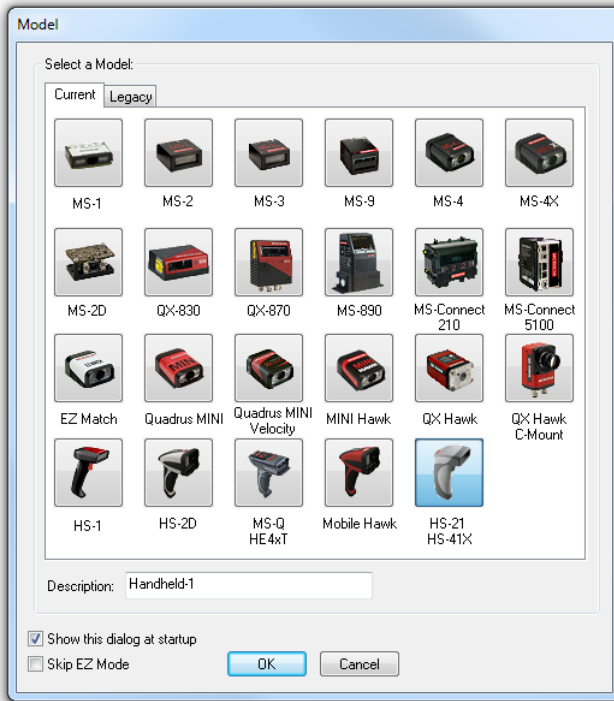 Model
Select a Model:
Current
Legacy
MS-1
MS-2
MS-3
MS-9
MS-4
MS-4X
MS-2D
QX-830
QX-870
MS-890
MS-Connect
210
MS-Connect
5100
EZ Match
Quadrus MINI
Quadrus MINI
Velocity
MINI Hawk
QX Hawk
QX Hawk
C-Mount
HS-1
HS-2D
MS-Q
HE4xT
Mobile Hawk
HS-21
HS-41X
Description:
Handheld-1
Show this dialog at startup
Skip EZ Mode
OK
Cancel